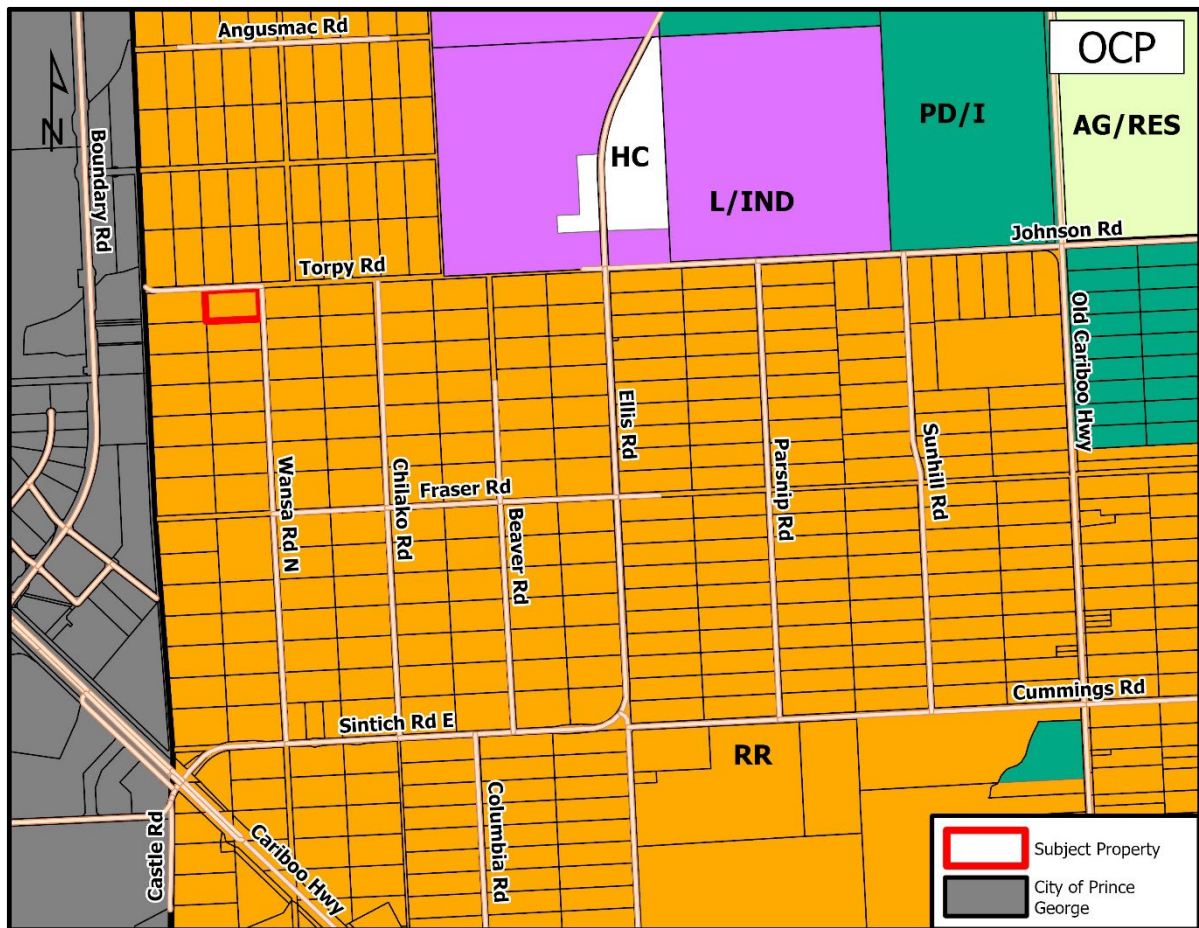 Angusmac Rd
OCP
N
Boundary Rd
PD/I
AG/RES
HC
L/IND
Johnson Rd
Torpy Rd
Old Cariboo Hwy
Ellis Rd
Parsnip Rd
Sunhill Rd
Wansa Rd N
Chilako Rd
Fraser Rd
Beaver Rd
Cummings Rd
Sintich Rd E
RR
Columbia Rd
Castle Rd
Cariboo Hwy
Subject Property
City of Prince
George